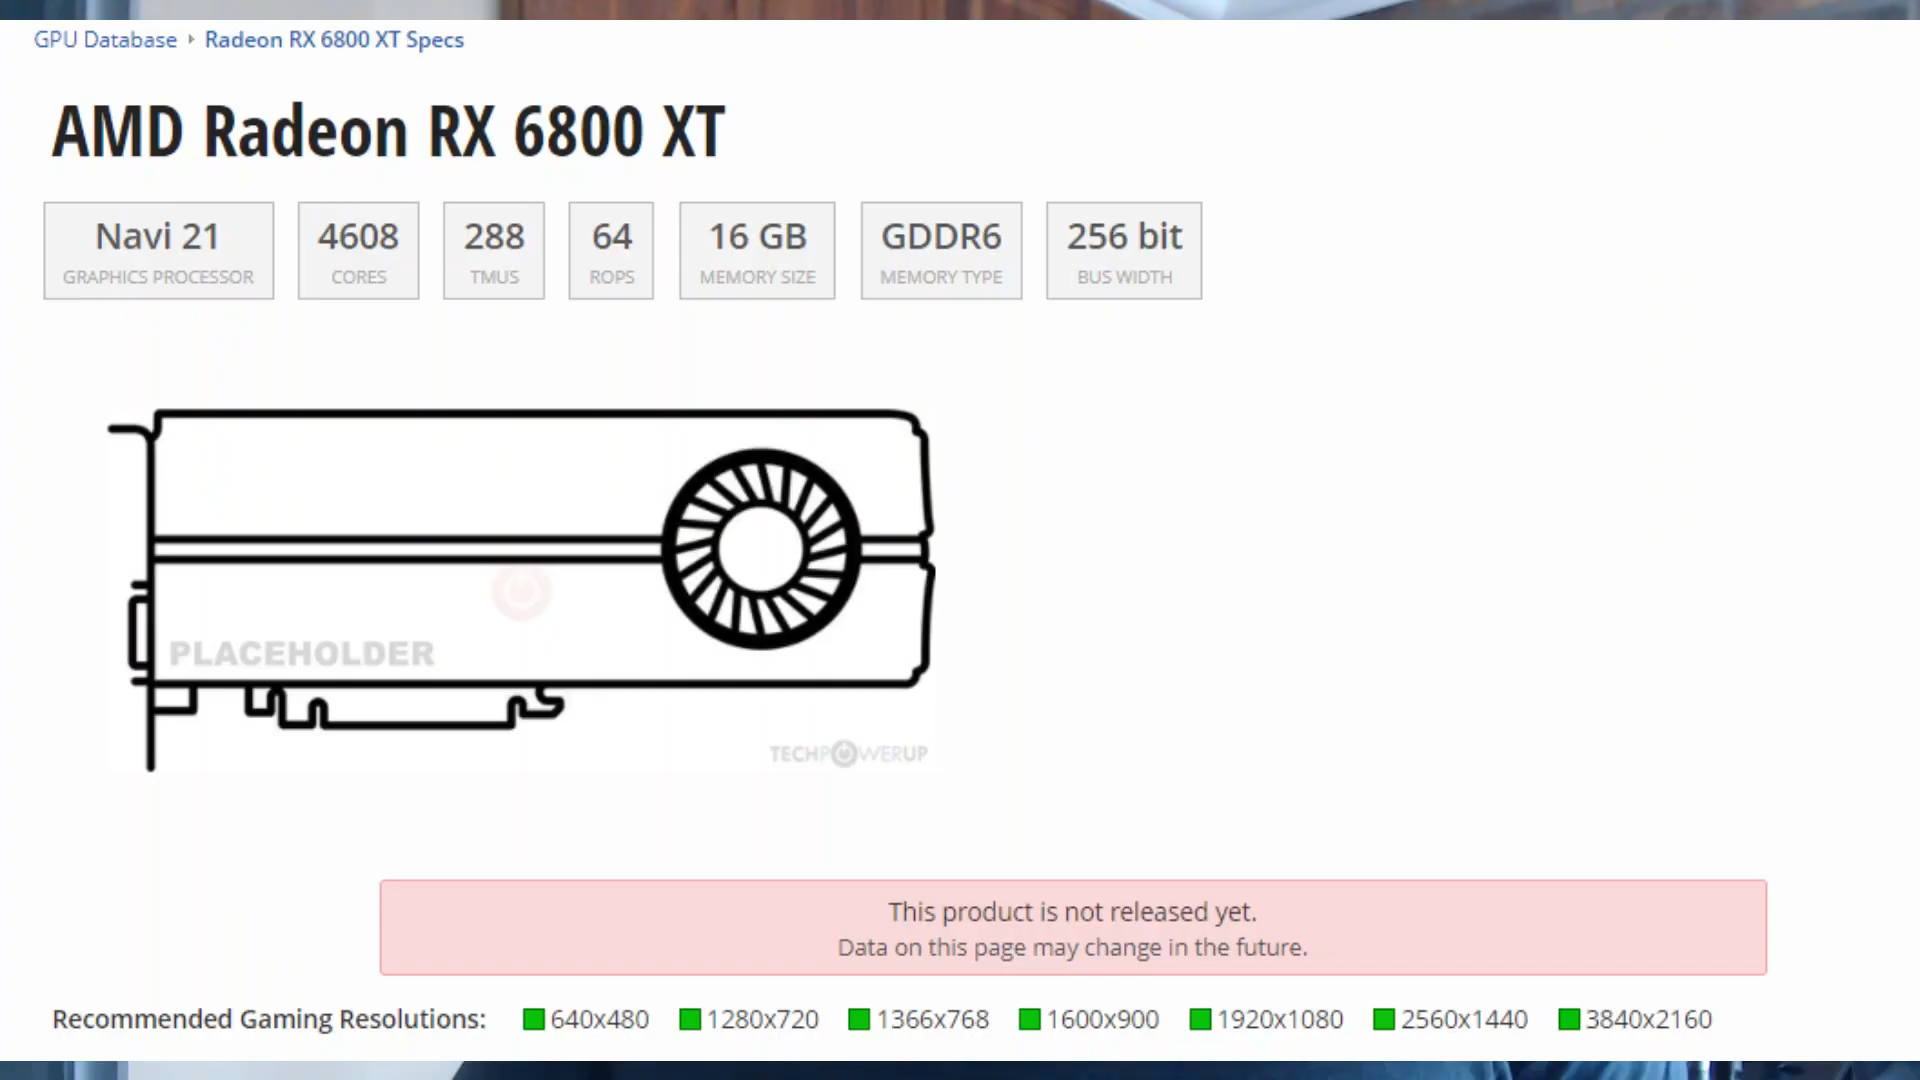 GPU Database ▸ Radeon RX 6800 XT Specs
AMD Radeon RX 6800 XT
Navi 21 4608 288 64 16 GB GDDR6 256 bit
GRAPHICS PROCESSOR CORES TMUS ROPS MEMORY SIZE MEMORY TYPE BUS WIDTH
PLACEHOLDER
TECHPOWERUP
This product is not released yet.
Data on this page may change in the future.
Recommended Gaming Resolutions: 640x480 1280x720 1366x768 1600x900 1920x1080 2560x1440 3840x2160